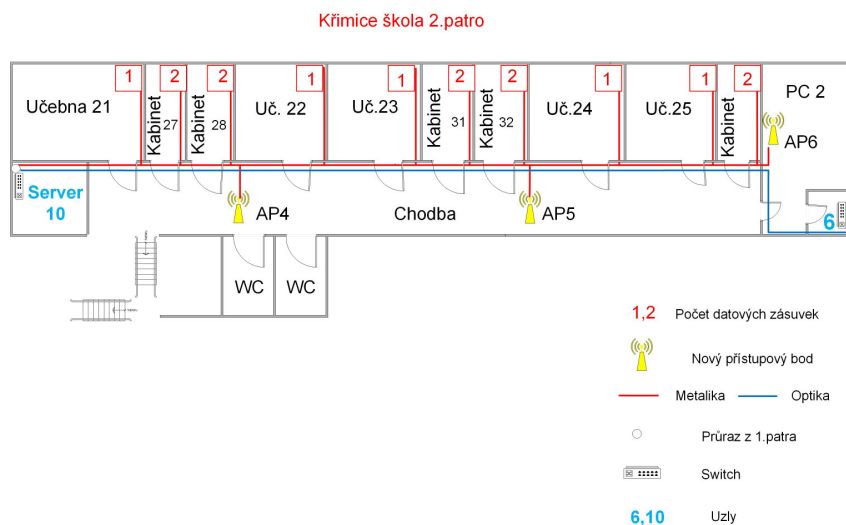 Křimice škola 2.patro
1 2 2 1 1 2 2 1 1 2
Učebna 21
Kabinet 27
Kabinet 28
Uč. 22
Uč.23
Kabinet 31
Kabinet 32
Uč.24
Uč.25
Kabinet
PC 2
AP6
Server
10
AP4
Chodba
AP5
6
WC
WC
1,2 Počet datových zásuvek
Nový přístupový bod
Metalika Optika
Průraz z 1.patra
Switch
6,10 Uzly